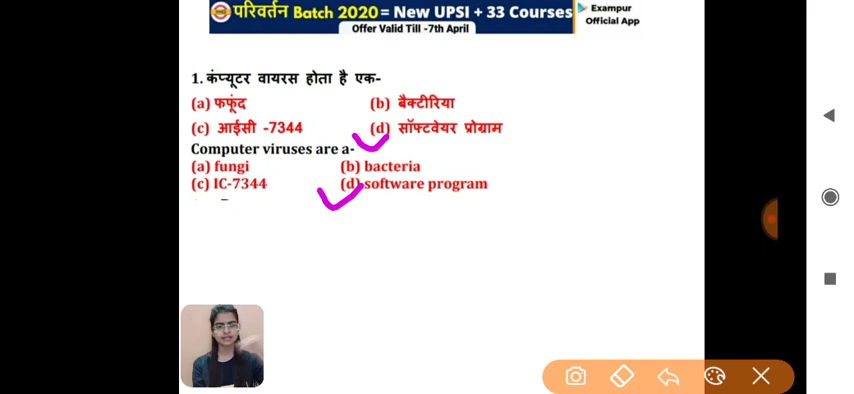 परिवर्तन Batch 2020 = New UPSI + 33 Courses
Offer Valid Till -7th April
Exampur
Official App
1. कंप्यूटर वायरस होता है एक-
(a) फफूंद (b) बैक्टीरिया
(c) आईसी -7344 (d) सॉफ्टवेयर प्रोग्राम
Computer viruses are a-
(a) fungi (b) bacteria
(c) IC-7344 (d) software program